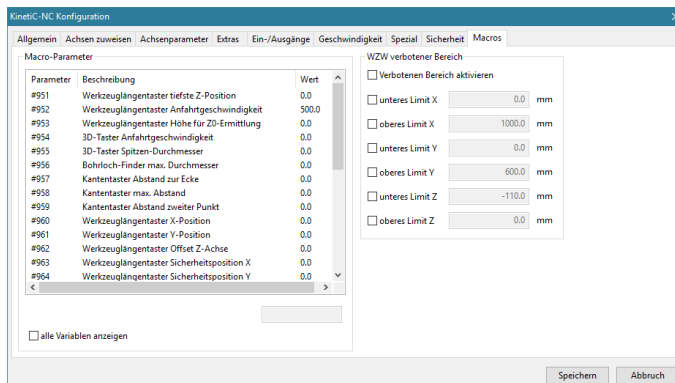 KinetiC-NC Konfiguration
Allgemein Achsen zuweisen Achsenparameter Extras Ein-/Ausgänge Geschwindigkeit Spezial Sicherheit Macros
Macro-Parameter
Parameter Beschreibung Wert
#951 Werkzeuglängentaster tiefste Z-Position 0.0
#952 Werkzeuglängentaster Anfahrtgeschwindigkeit 500.0
#953 Werkzeuglängentaster Höhe für Z0-Ermittlung 0.0
#954 3D-Taster Anfahrtgeschwindigkeit 0.0
#955 3D-Taster Spitzen-Durchmesser 0.0
#956 Bohrloch-Finder max. Durchmesser 0.0
#957 Kantentaster Abstand zur Ecke 0.0
#958 Kantentaster max. Abstand 0.0
#959 Kantentaster Abstand zweiter Punkt 0.0
#960 Werkzeuglängentaster X-Position 0.0
#961 Werkzeuglängentaster Y-Position 0.0
#962 Werkzeuglängentaster Offset Z-Achse 0.0
#963 Werkzeuglängentaster Sicherheitsposition X 0.0
#964 Werkzeuglängentaster Sicherheitsposition Y 0.0
alle Variablen anzeigen
WZW verbotener Bereich
Verbotenen Bereich aktivieren
unteres Limit X 0.0 mm
oberes Limit X 1000.0 mm
unteres Limit Y 0.0 mm
oberes Limit Y 600.0 mm
unteres Limit Z -110.0 mm
oberes Limit Z 0.0 mm
Speichern Abbruch